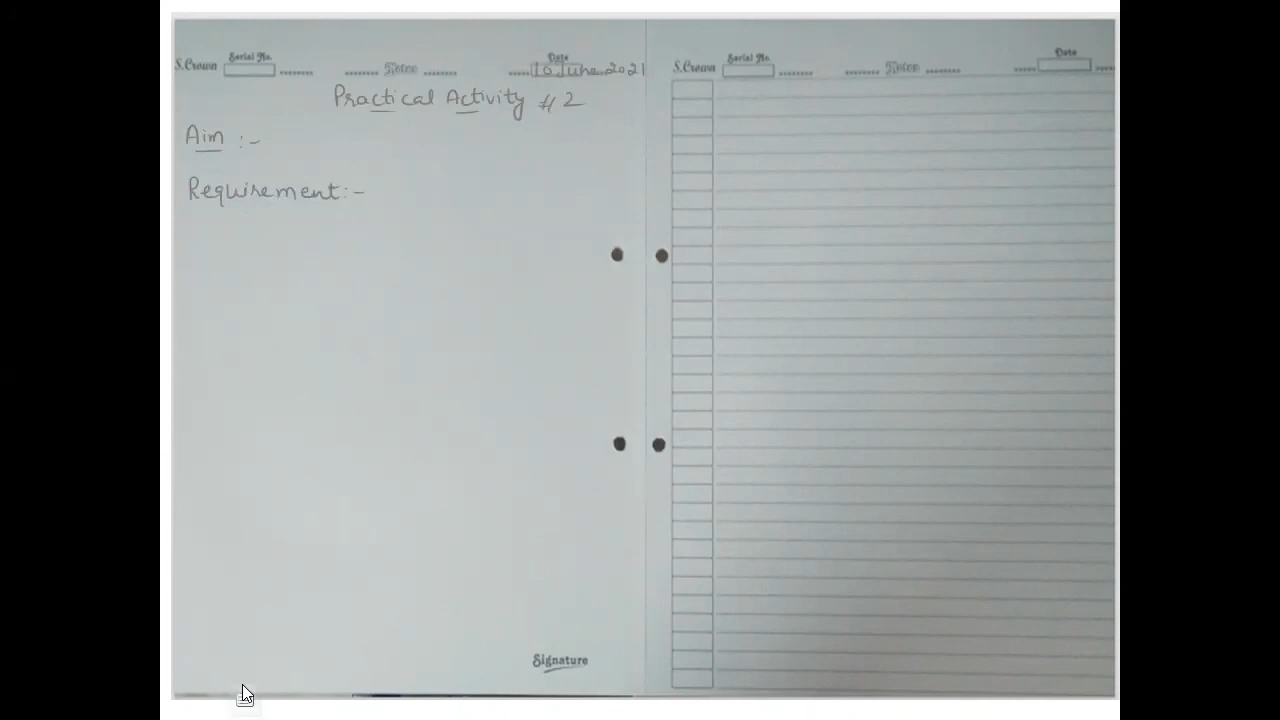 S.Crown Serial No. Notes Date 10 June 2021
Practical Activity # 2
Aim :-
Requirement:-
Signature
S.Crown Serial No. Notes Date